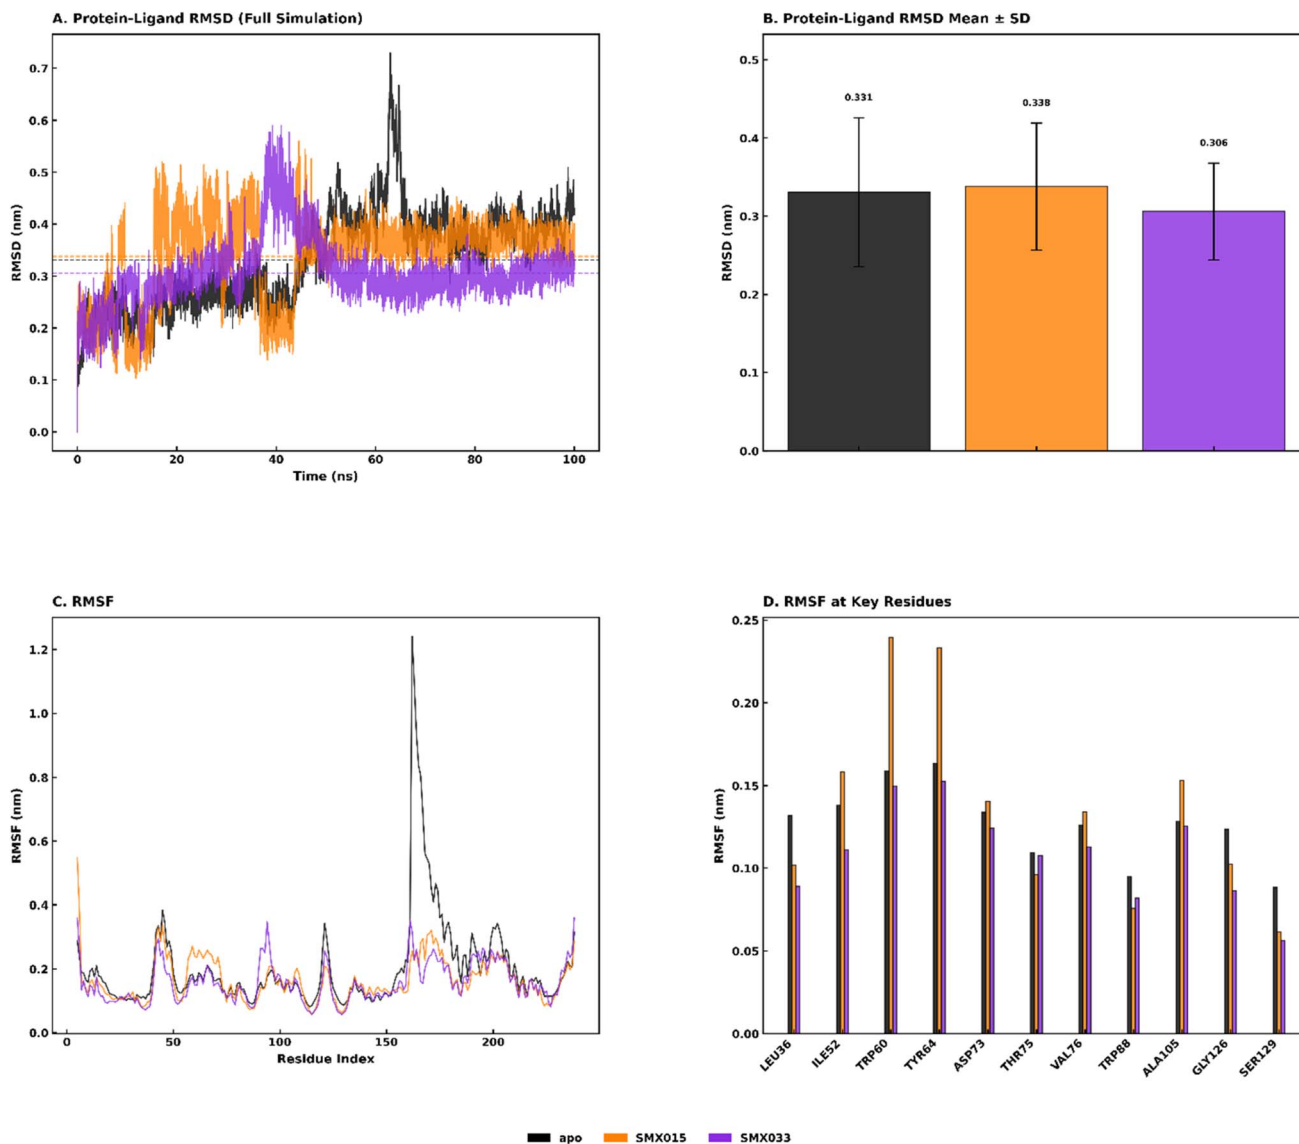 A. Protein-Ligand RMSD (Full Simulation)
RMSD (nm)
0.7
0.6
0.5
0.4
0.3
0.2
0.1
0.0
0
20
40
60
80
100
Time (ns)
B. Protein-Ligand RMSD Mean ± SD
RMSD (nm)
0.5
0.4
0.3
0.2
0.1
0.0
0.331
0.338
0.306
C. RMSF
RMSF (nm)
1.2
1.0
0.8
0.6
0.4
0.2
0.0
0
50
100
150
200
Residue Index
D. RMSF at Key Residues
RMSF (nm)
0.25
0.20
0.15
0.10
0.05
0.00
LEU36
ILE52
TRP60
TYR64
ASP73
THR75
VAL76
TRP88
ALA105
GLY126
SER129
apo SMX015 SMX033